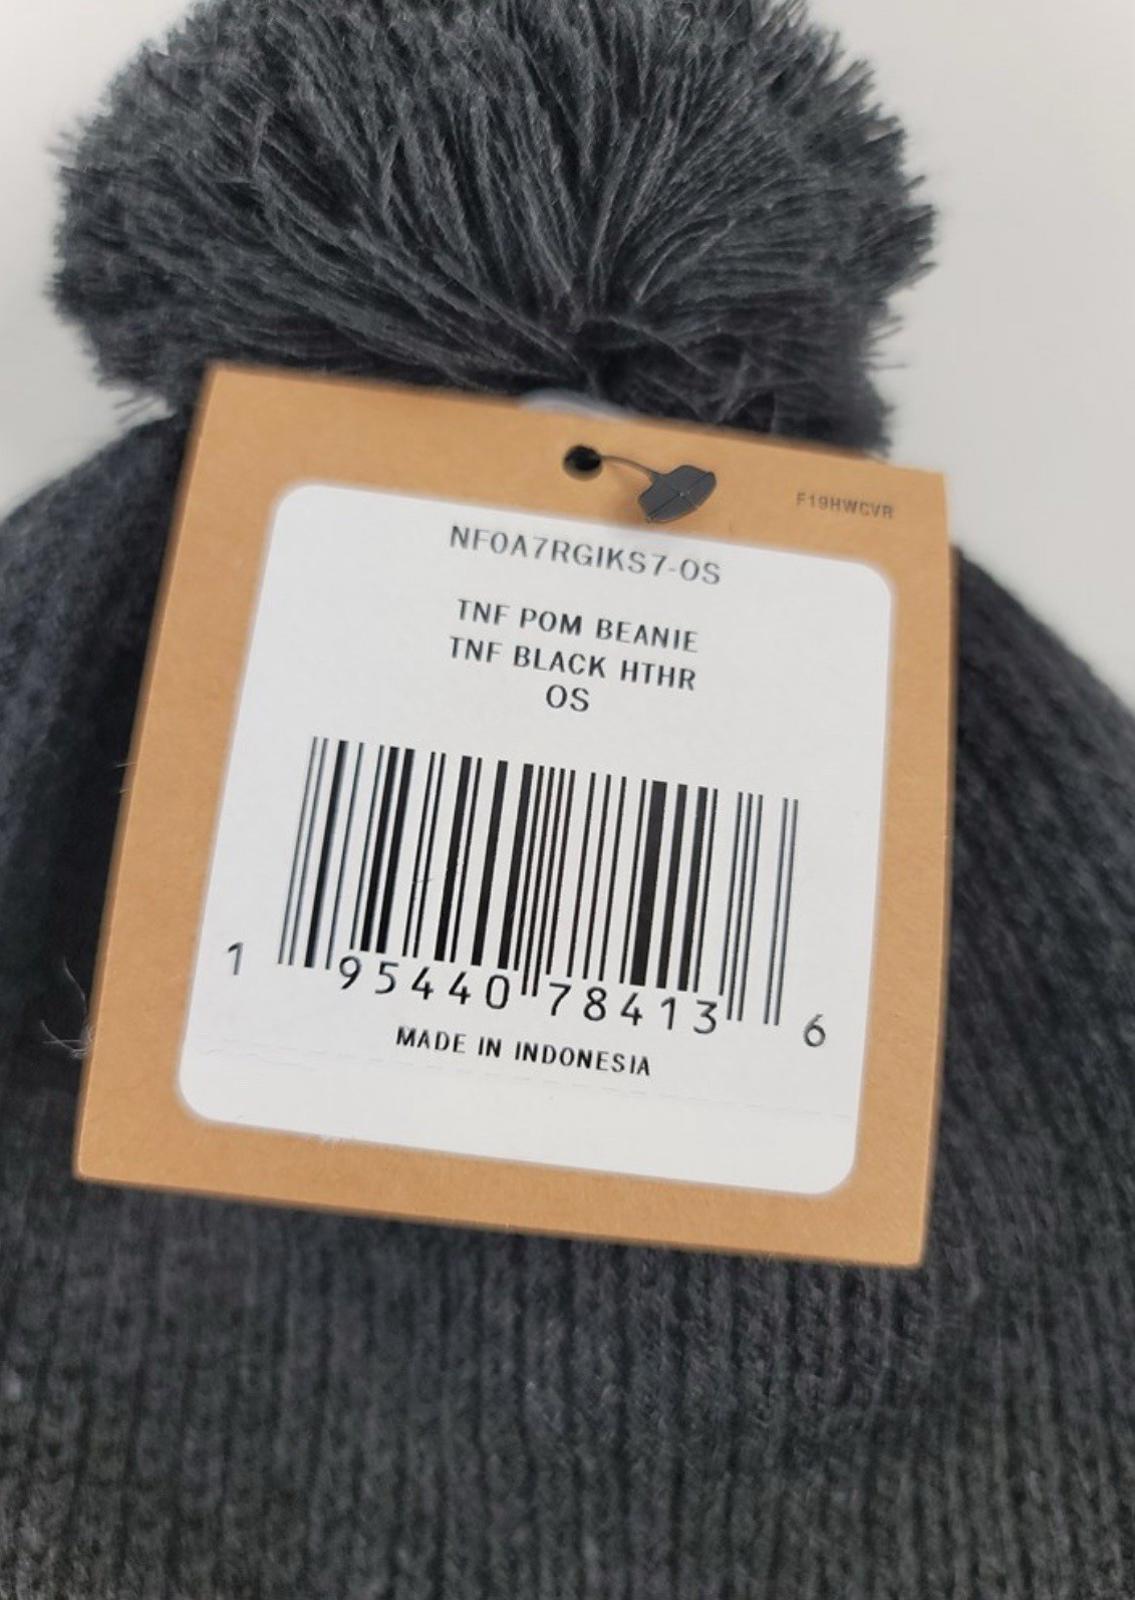 F19HWCVR
NF0A7RGIKS7-OS
TNF POM BEANIE
TNF BLACK HTHR
OS
1 95440 78413 6
MADE IN INDONESIA